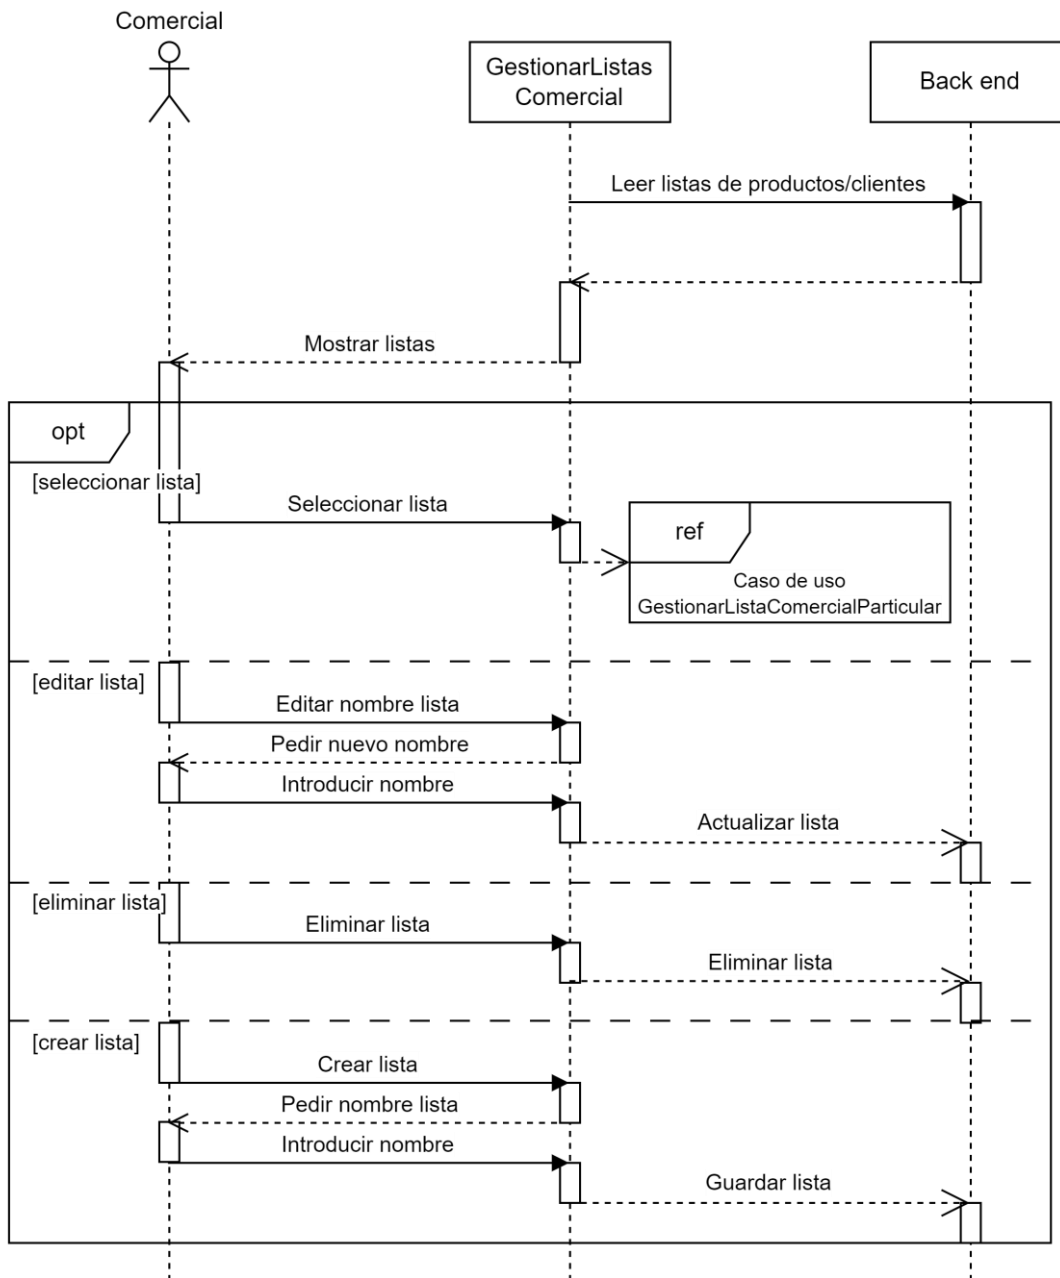 Comercial
GestionarListas
Comercial
Back end
Leer listas de productos/clientes
Mostrar listas
opt
[seleccionar lista]
Seleccionar lista
ref
Caso de uso
GestionarListaComercialParticular
[editar lista]
Editar nombre lista
Pedir nuevo nombre
Introducir nombre
Actualizar lista
[eliminar lista]
Eliminar lista
Eliminar lista
[crear lista]
Crear lista
Pedir nombre lista
Introducir nombre
Guardar lista